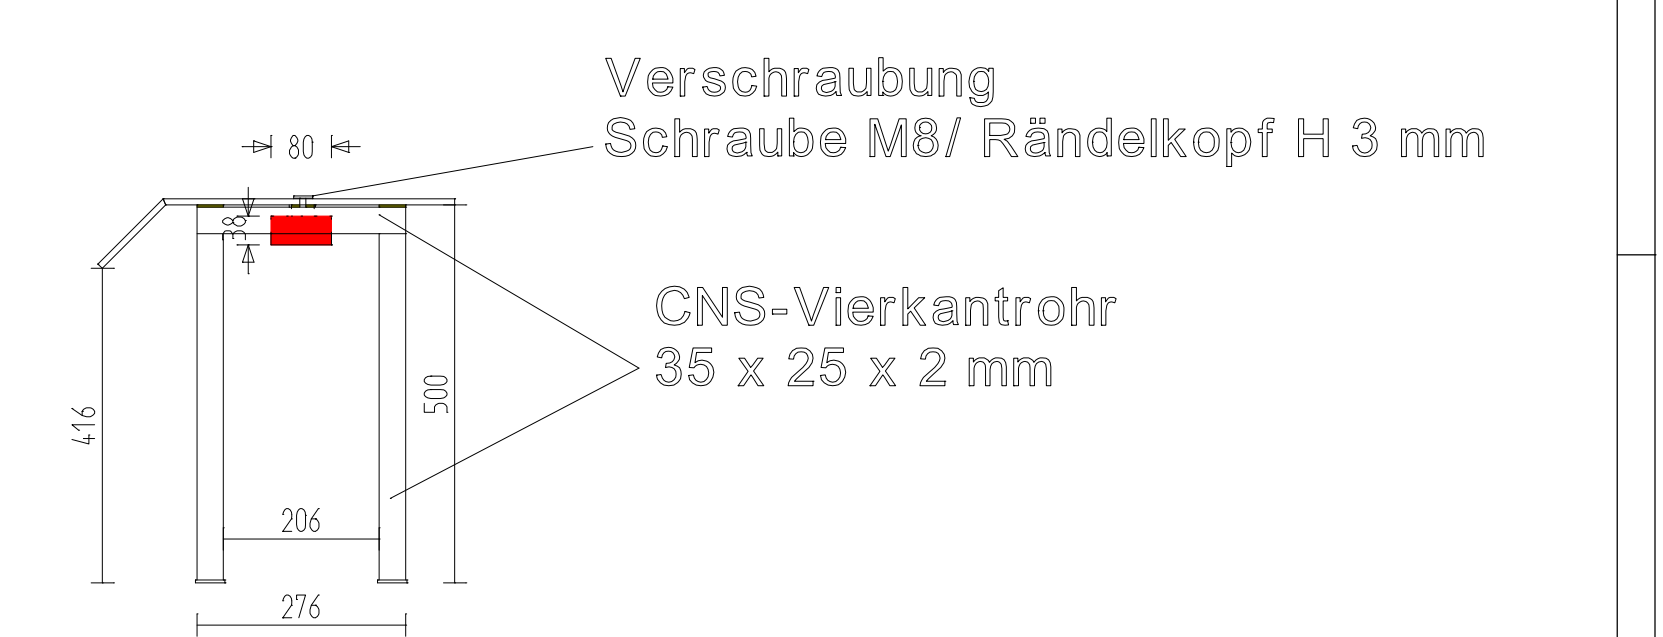 Verschraubung
Schraube M8/ Rändelkopf H 3 mm
80
38
CNS-Vierkantrohr
35 x 25 x 2 mm
416
500
206
276